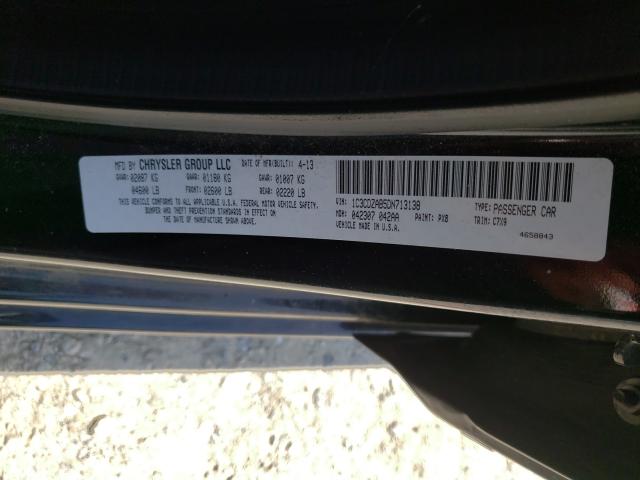 MFD BY CHRYSLER GROUP LLC DATE OF MFR(BUILT): 4-13
GVWR: 02087 KG GAWR: 01180 KG GAWR: 01007 KG
04600 LB FRONT: 02600 LB REAR: 02220 LB
THIS VEHICLE CONFORMS TO ALL APPLICABLE U.S.A. FEDERAL MOTOR VEHICLE SAFETY,
BUMPER AND THEFT PREVENTION STANDARDS IN EFFECT ON
THE DATE OF MANUFACTURE SHOWN ABOVE.
VIN: 1C3CDZAB5DN713138 TYPE: PASSENGER CAR
MDH: 042307 042AA PAINT: PX8 TRIM: C7X9
VEHICLE MADE IN U.S.A. 4658843